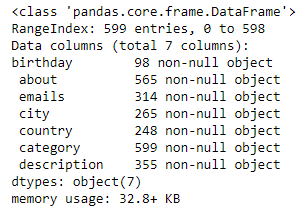 <class 'pandas.core.frame.DataFrame'>
RangeIndex: 599 entries, 0 to 598
Data columns (total 7 columns):
birthday        98 non-null object
 about          565 non-null object
 emails         314 non-null object
 city           265 non-null object
 country        248 non-null object
 category       599 non-null object
 description    355 non-null object
dtypes: object(7)
memory usage: 32.8+ KB